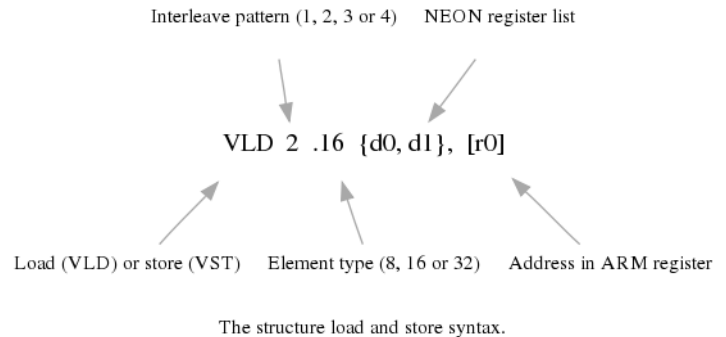 Interleave pattern (1, 2, 3 or 4) NEON register list
VLD 2 .16 {d0, d1}, [r0]
Load (VLD) or store (VST) Element type (8, 16 or 32) Address in ARM register
The structure load and store syntax.